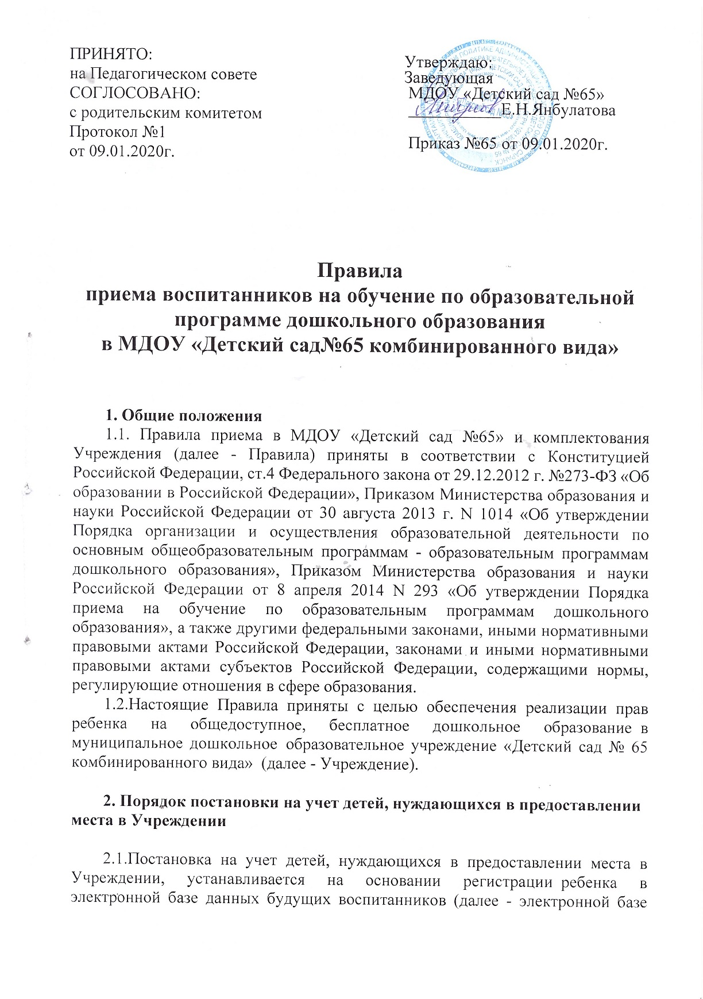 ПРИНЯТО:
на Педагогическом совете
СОГЛОСОВАНО:
с родительским комитетом
Протокол №1
от 09.01.2020г.
Утверждаю:
Заведующая
МДОУ «Детский сад №65»
____________Е.Н.Янбулатова
Приказ №65 от 09.01.2020г.
Правила
приема воспитанников на обучение по образовательной
программе дошкольного образования
в МДОУ «Детский сад№65 комбинированного вида»
1. Общие положения
1.1. Правила приема в МДОУ «Детский сад №65» и комплектования
Учреждения (далее - Правила) приняты в соответствии с Конституцией
Российской Федерации, ст.4 Федерального закона от 29.12.2012 г. №273-ФЗ «Об
образовании в Российской Федерации», Приказом Министерства образования и
науки Российской Федерации от 30 августа 2013 г. N 1014 «Об утверждении
Порядка организации и осуществления образовательной деятельности по
основным общеобразовательным программам - образовательным программам
дошкольного образования», Приказом Министерства образования и науки
Российской Федерации от 8 апреля 2014 N 293 «Об утверждении Порядка
приема на обучение по образовательным программам дошкольного
образования», а также другими федеральными законами, иными нормативными
правовыми актами Российской Федерации, законами и иными нормативными
правовыми актами субъектов Российской Федерации, содержащими нормы,
регулирующие отношения в сфере образования.
1.2.Настоящие Правила приняты с целью обеспечения реализации прав
ребенка на общедоступное, бесплатное дошкольное образование в
муниципальное дошкольное образовательное учреждение «Детский сад № 65
комбинированного вида» (далее - Учреждение).
2. Порядок постановки на учет детей, нуждающихся в предоставлении
места в Учреждении
2.1.Постановка на учет детей, нуждающихся в предоставлении места в
Учреждении, устанавливается на основании регистрации ребенка в
электронной базе данных будущих воспитанников (далее - электронной базе